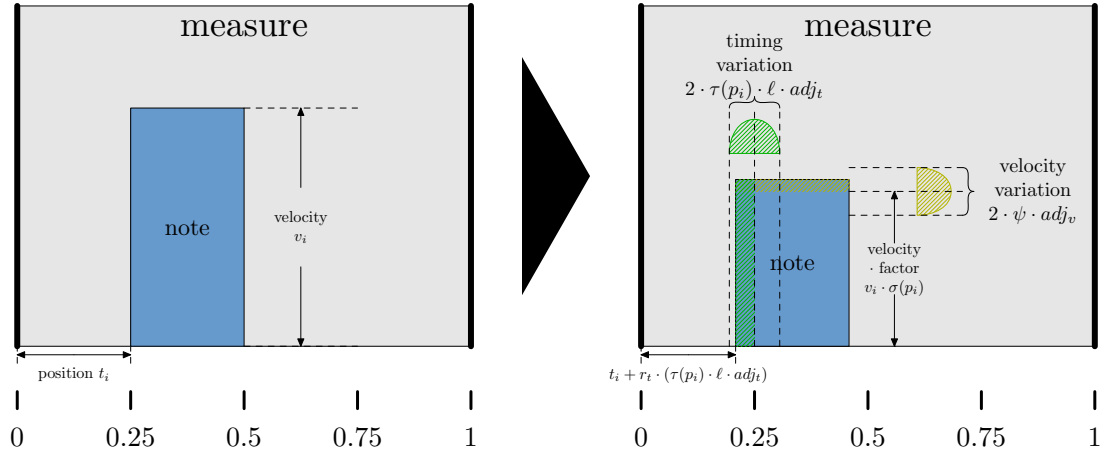 measure
note
velocity
v_i
position t_i
0
0.25
0.5
0.75
1
measure
timing
variation
2 · τ(p_i) · ℓ · adj_t
velocity
variation
2 · ψ · adj_v
note
velocity
· factor
v_i · σ(p_i)
t_i + r_t · (τ(p_i) · ℓ · adj_t)
0
0.25
0.5
0.75
1